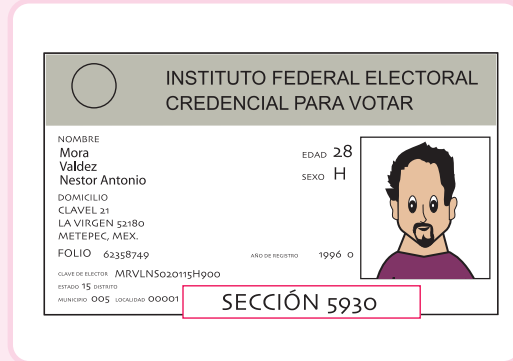 INSTITUTO FEDERAL ELECTORAL
CREDENCIAL PARA VOTAR
NOMBRE
Mora
Valdez
Nestor Antonio
EDAD 28
SEXO H
DOMICILIO
CLAVEL 21
LA VIRGEN 52180
METEPEC, MEX.
FOLIO 62358749
AÑO DE REGISTRO 1996 0
CLAVE DE ELECTOR MRVLNS020115H900
ESTADO 15 DISTRITO
MUNICIPIO 005 LOCALIDAD 00001
SECCIÓN 5930